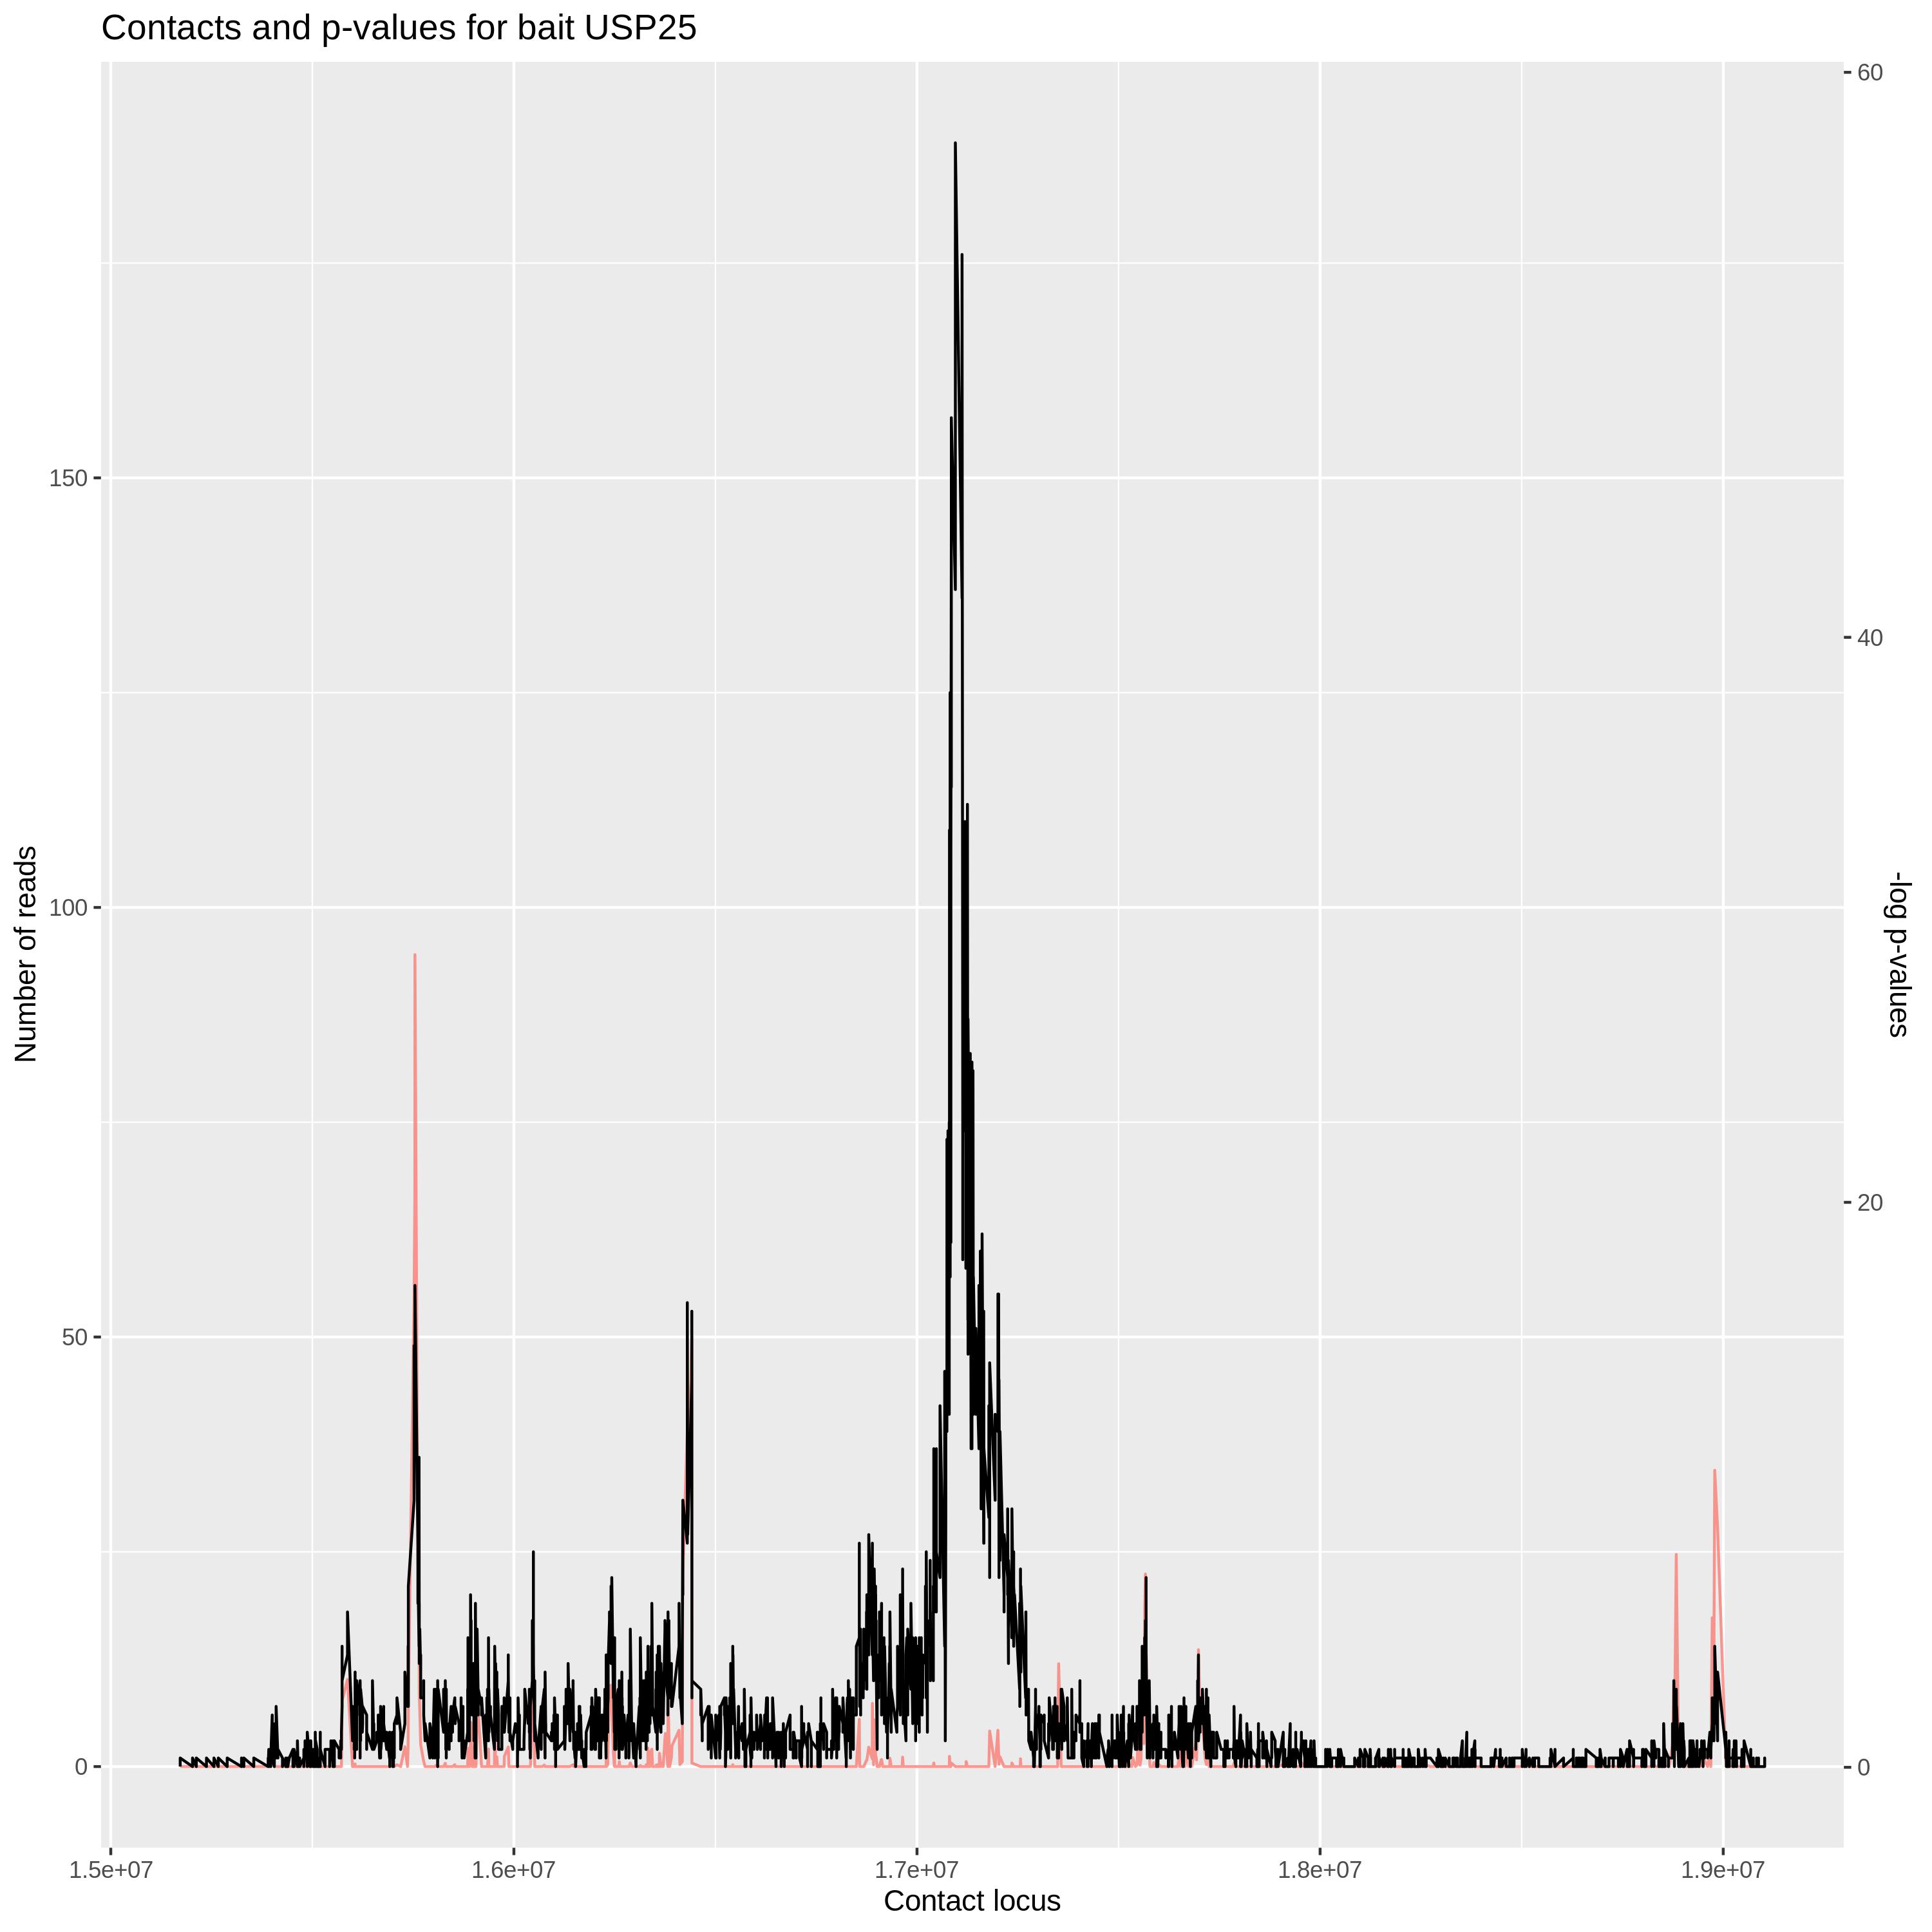 Contacts and p-values for bait USP25
Number of reads
150
100
50
0
60
40
20
0
-log p-values
1.5e+07
1.6e+07
1.7e+07
1.8e+07
1.9e+07
Contact locus